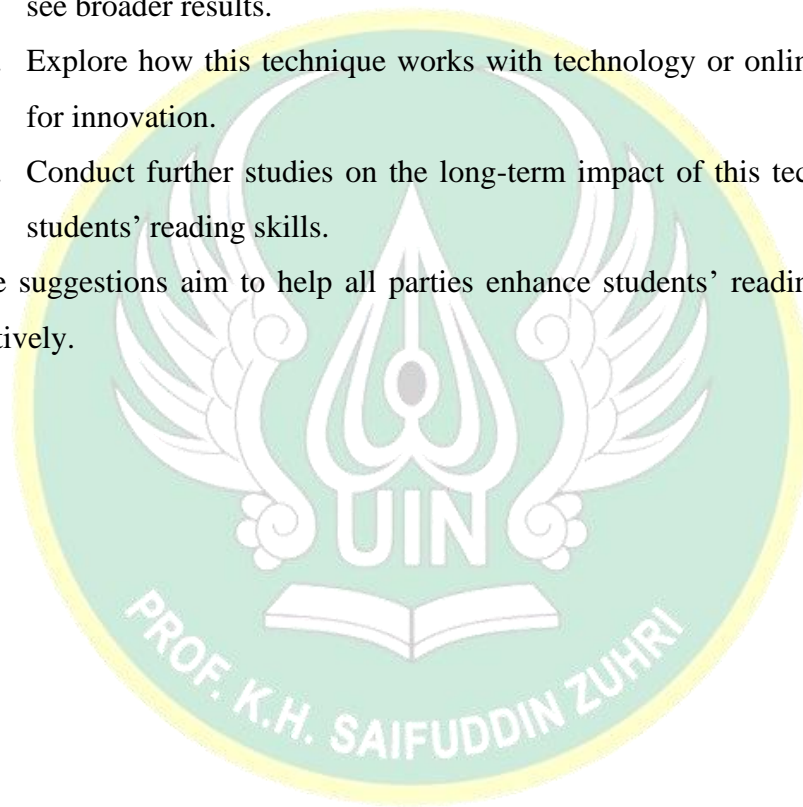 see broader results.
Explore how this technique works with technology or onlin
for innovation.
Conduct further studies on the long-term impact of this tec
students' reading skills.
e suggestions aim to help all parties enhance students' readin
tively.
UIN
PROF. K.H. SAIFUDDIN ZUHRI